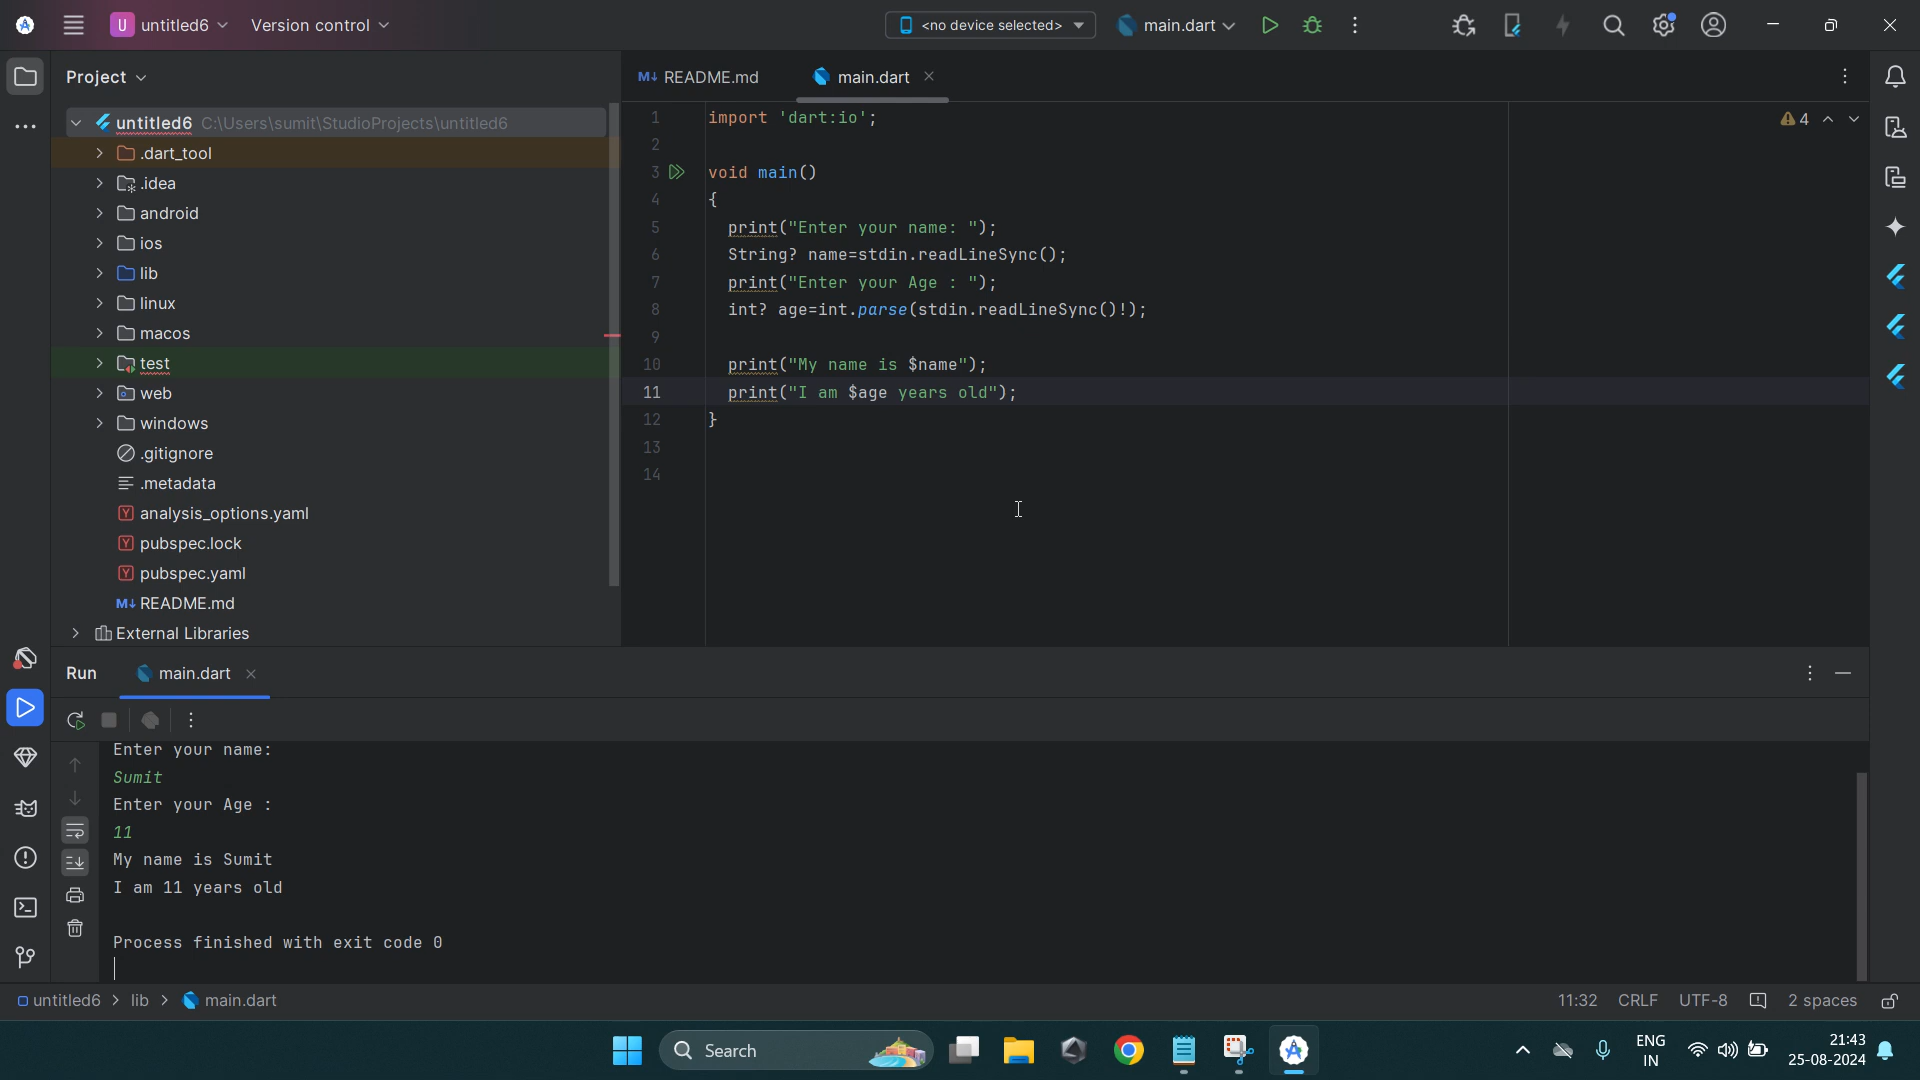 U untitled6 Version control <no device selected> main.dart
Project
README.md main.dart
untitled6 C:\Users\sumit\StudioProjects\untitled6
.dart_tool
.idea
android
ios
lib
linux
macos
test
web
windows
.gitignore
.metadata
analysis_options.yaml
pubspec.lock
pubspec.yaml
M↓ README.md
External Libraries
1 import 'dart:io';
2
3 void main()
4 {
5 print("Enter your name: ");
6 String? name=stdin.readLineSync();
7 print("Enter your Age : ");
8 int? age=int.parse(stdin.readLineSync()!);
9
10 print("My name is $name");
11 print("I am $age years old");
12 }
13
14
4
Run main.dart
Enter your name:
Sumit
Enter your Age :
11
My name is Sumit
I am 11 years old
Process finished with exit code 0
untitled6 > lib > main.dart 11:32 CRLF UTF-8 2 spaces
Search
ENG
IN
21:43
25-08-2024